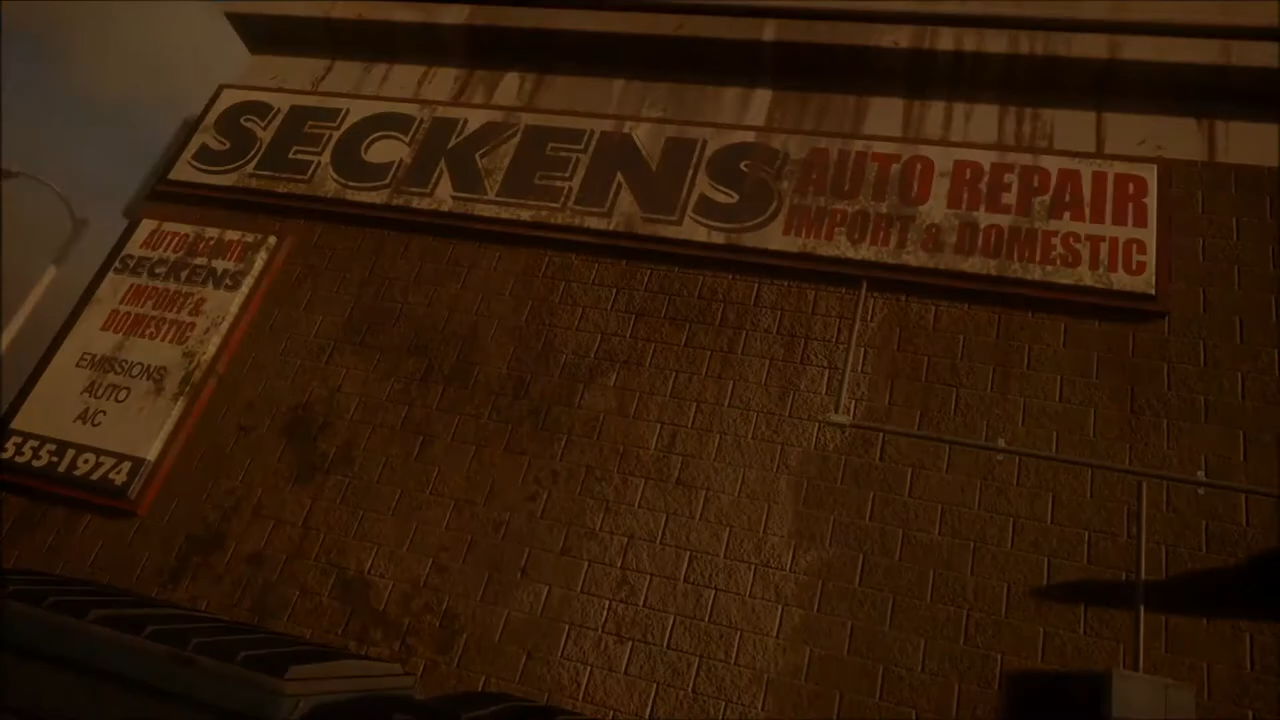 SECKENS AUTO REPAIR
IMPORT & DOMESTIC
AUTO REPAIR
SECKENS
IMPORT &
DOMESTIC
EMISSIONS
AUTO
A/C
555-1974